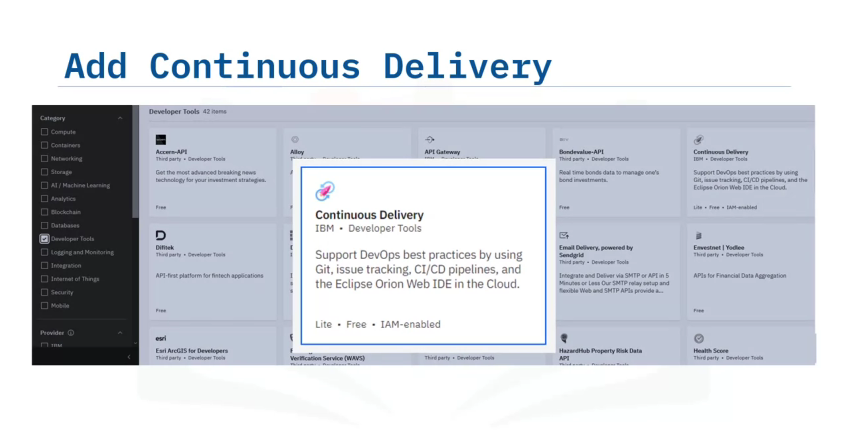 Add Continuous Delivery
Category
Compute
Containers
Networking
Storage
AI / Machine Learning
Analytics
Blockchain
Databases
Developer Tools
Logging and Monitoring
Integration
Internet of Things
Security
Mobile
Provider
IBM
Developer Tools 42 items
Accern-API
Third party • Developer Tools
Get the most advanced breaking news
technology for your investment strategies.
Free
Alloy
API Gateway
Bondevalue-API
Third party • Developer Tools
Real time bonds data to manage one's
bond investments.
Free
Continuous Delivery
IBM • Developer Tools
Support DevOps best practices by using
Git, issue tracking, CI/CD pipelines, and the
Eclipse Orion Web IDE in the Cloud.
Lite • Free • IAM-enabled
Continuous Delivery
IBM • Developer Tools
Support DevOps best practices by using
Git, issue tracking, CI/CD pipelines, and
the Eclipse Orion Web IDE in the Cloud.
Lite • Free • IAM-enabled
Difitek
Third party • Developer Tools
API-first platform for fintech applications
Free
Email Delivery, powered by
Sendgrid
Third party • Developer Tools
Integrate and Deliver via SMTP or API in 5
Minutes or Less Our SMTP relay setup and
flexible Web and SMTP APIs provide a...
Free
Envestnet | Yodlee
Third party • Developer Tools
APIs for Financial Data Aggregation
Free
esri
Esri ArcGIS for Developers
Third party • Developer Tools
Verification Service (WAVS)
Third party • Developer Tools
HazardHub Property Risk Data
API
Third party • Developer Tools
Health Score
Third party • Developer Tools